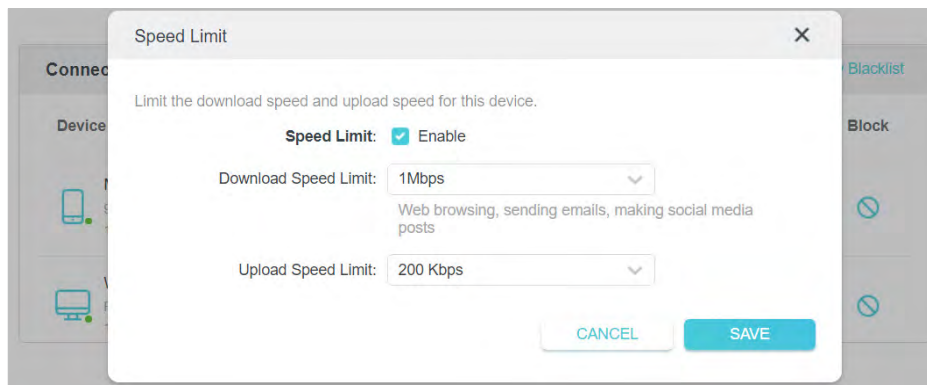 Speed Limit
Connec
Blacklist
Limit the download speed and upload speed for this device.
Device
Speed Limit: Enable
Block
Download Speed Limit: 1Mbps
Web browsing, sending emails, making social media
posts
Upload Speed Limit: 200 Kbps
CANCEL SAVE